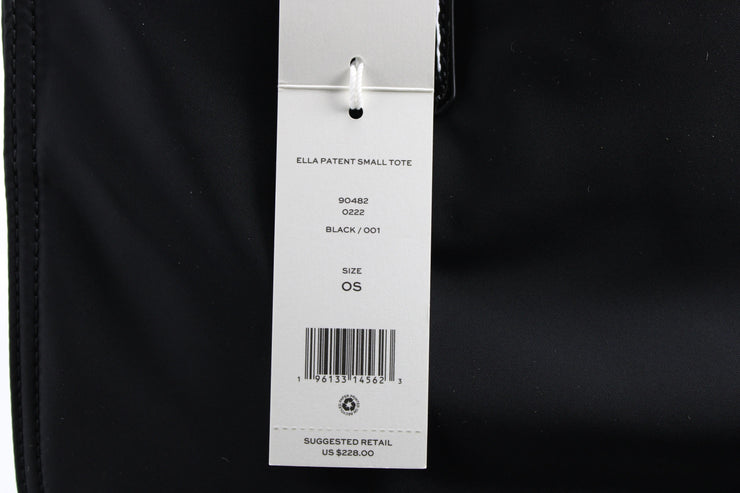 ELLA PATENT SMALL TOTE
90482
0222
BLACK / 001
SIZE
OS
1 96133 14562 3
SUGGESTED RETAIL
US $228.00